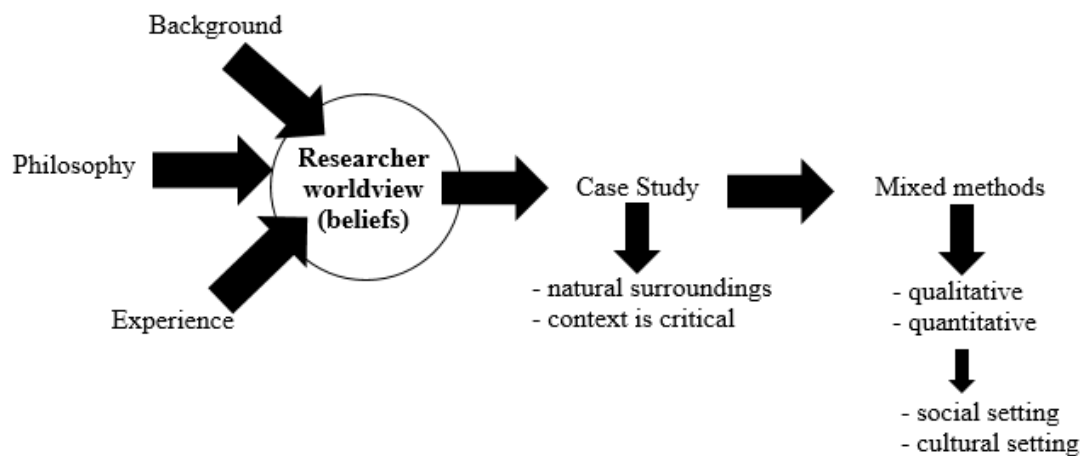 Background
Philosophy
Experience
Researcher
worldview
(beliefs)
Case Study
- natural surroundings
- context is critical
Mixed methods
- qualitative
- quantitative
- social setting
- cultural setting